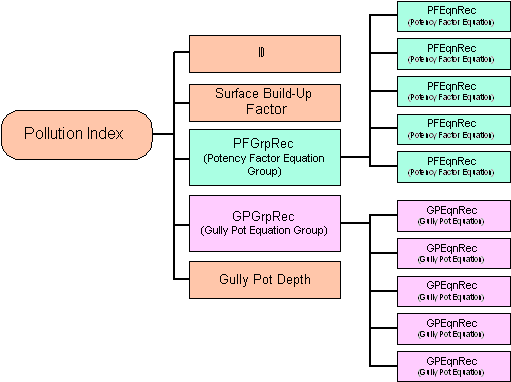 Pollution Index
ID
Surface Build-Up
Factor
PFGrpRec
(Potency Factor Equation
Group)
GPGrpRec
(Gully Pot Equation Group)
Gully Pot Depth
PFEqnRec
(Potency Factor Equation)
PFEqnRec
(Potency Factor Equation)
PFEqnRec
(Potency Factor Equation)
PFEqnRec
(Potency Factor Equation)
PFEqnRec
(Potency Factor Equation)
GPEqnRec
(Gully Pot Equation)
GPEqnRec
(Gully Pot Equation)
GPEqnRec
(Gully Pot Equation)
GPEqnRec
(Gully Pot Equation)
GPEqnRec
(Gully Pot Equation)